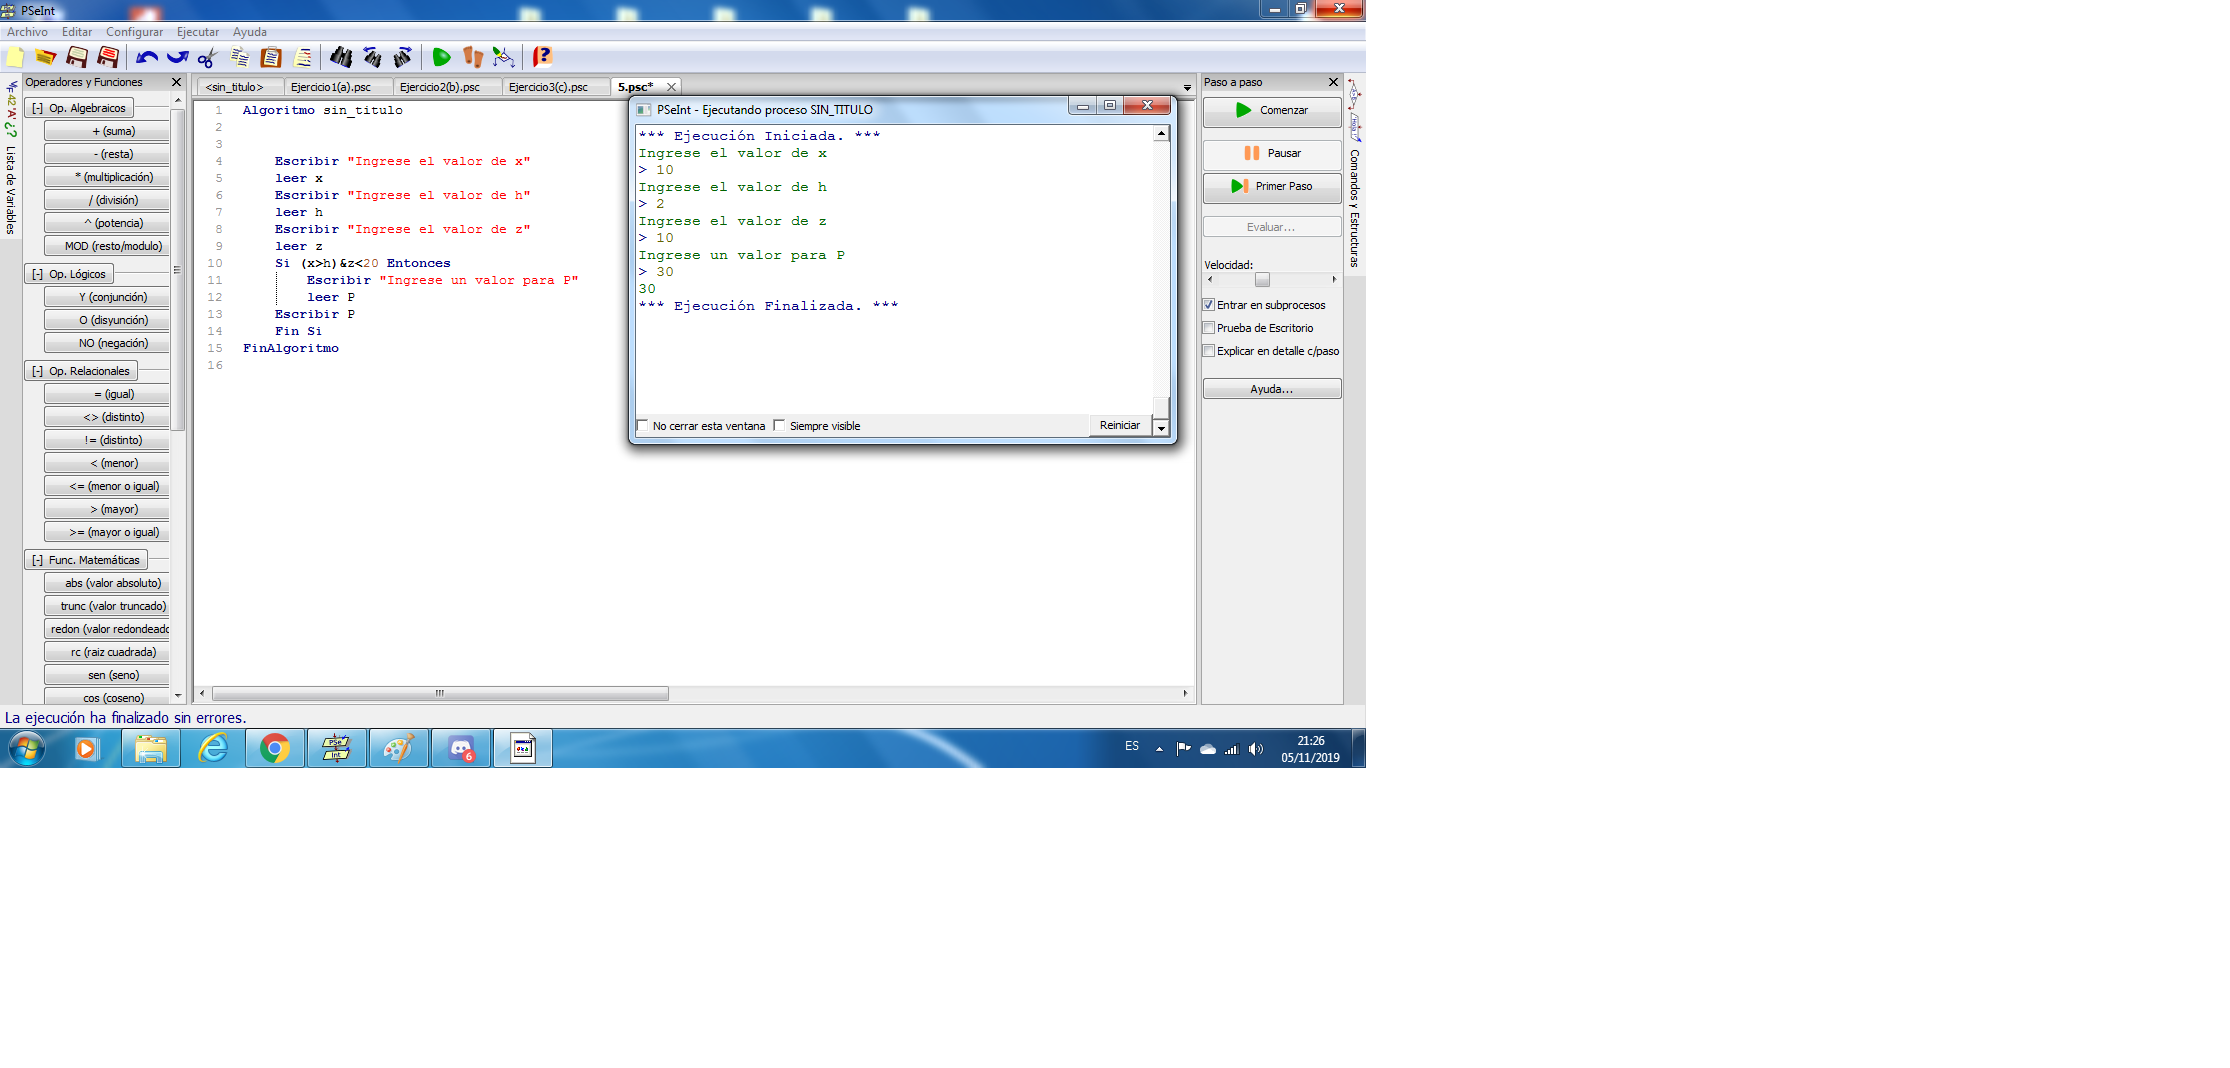 PSeInt
Archivo Editar Configurar Ejecutar Ayuda
Operadores y Funciones
<sin_titulo> Ejercicio1(a).psc Ejercicio2(b).psc Ejercicio3(c).psc 5.psc*
Lista de Variables
[-] Op. Algebraicos
+ (suma)
- (resta)
* (multiplicación)
/ (división)
^ (potencia)
MOD (resto/modulo)
[-] Op. Lógicos
Y (conjunción)
O (disyunción)
NO (negación)
[-] Op. Relacionales
= (igual)
<> (distinto)
!= (distinto)
< (menor)
<= (menor o igual)
> (mayor)
>= (mayor o igual)
[-] Func. Matemáticas
abs (valor absoluto)
trunc (valor truncado)
redon (valor redondeado
rc (raiz cuadrada)
sen (seno)
cos (coseno)
1 Algoritmo sin_titulo
2
3
4 Escribir "Ingrese el valor de x"
5 leer x
6 Escribir "Ingrese el valor de h"
7 leer h
8 Escribir "Ingrese el valor de z"
9 leer z
10 Si (x>h)&z<20 Entonces
11 Escribir "Ingrese un valor para P"
12 leer P
13 Escribir P
14 Fin Si
15 FinAlgoritmo
16
PSeInt - Ejecutando proceso SIN_TITULO
*** Ejecución Iniciada. ***
Ingrese el valor de x
> 10
Ingrese el valor de h
> 2
Ingrese el valor de z
> 10
Ingrese un valor para P
> 30
30
*** Ejecución Finalizada. ***
No cerrar esta ventana Siempre visible Reiniciar
Paso a paso
Comenzar
Pausar
Primer Paso
Evaluar...
Velocidad:
Entrar en subprocesos
Prueba de Escritorio
Explicar en detalle c/paso
Ayuda...
Comandos y Estructuras
La ejecución ha finalizado sin errores.
ES
21:26
05/11/2019